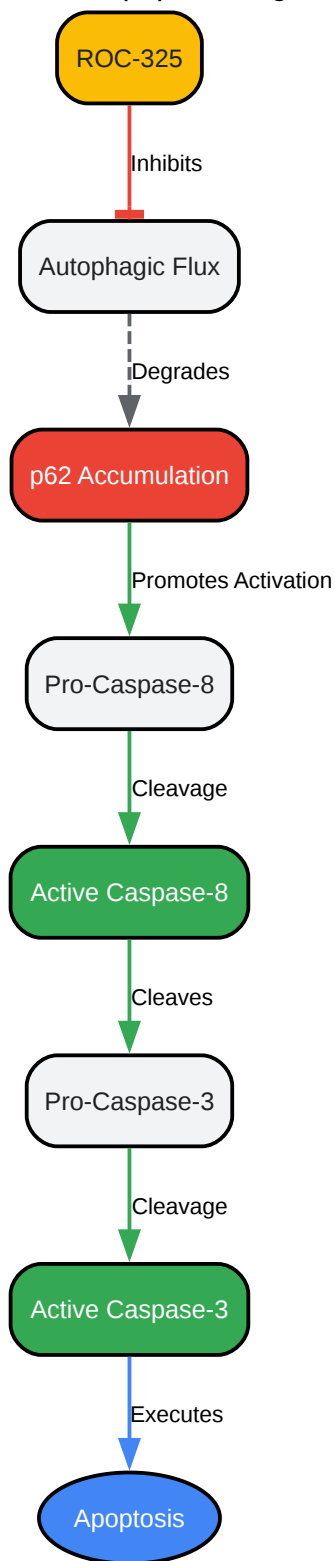 ROC-325
Inhibits
Autophagic Flux
Degrades
p62 Accumulation
Promotes Activation
Pro-Caspase-8
Cleavage
Active Caspase-8
Cleaves
Pro-Caspase-3
Cleavage
Active Caspase-3
Executes
Apoptosis